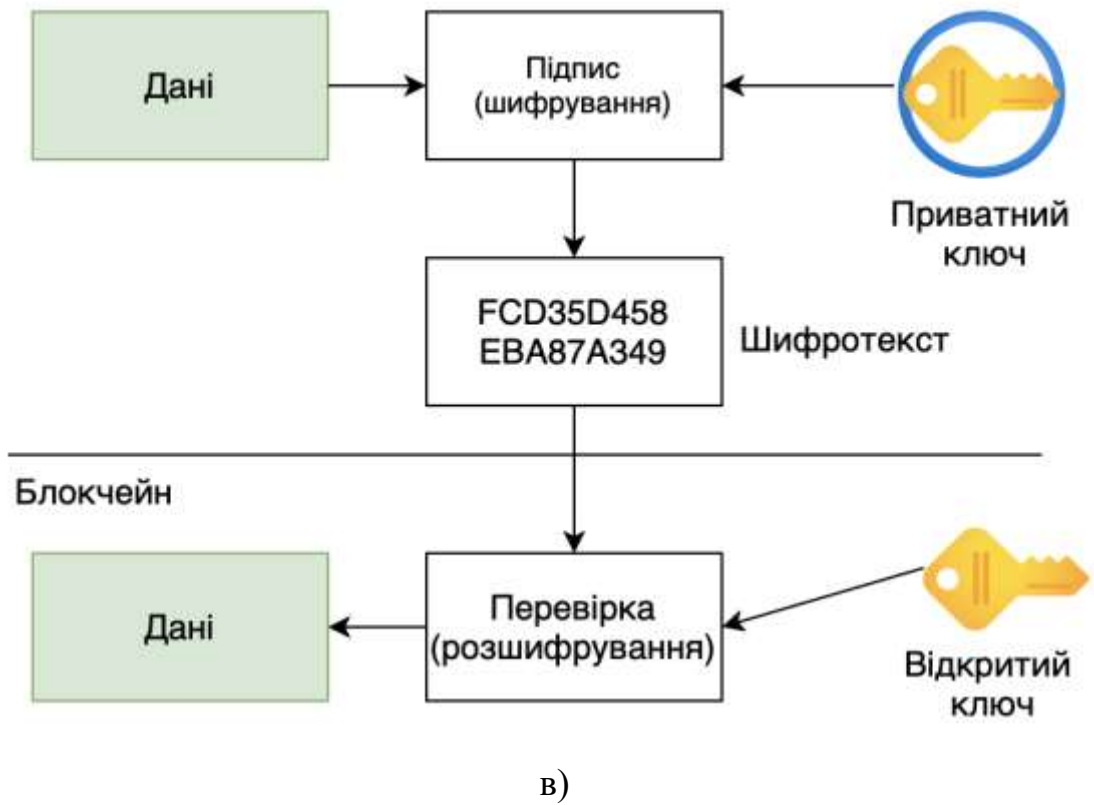 Дані
Підпис
(шифрування)
Приватний
ключ
FCD35D458
EBA87A349
Шифротекст
Блокчейн
Дані
Перевірка
(розшифрування)
Відкритий
ключ
в)